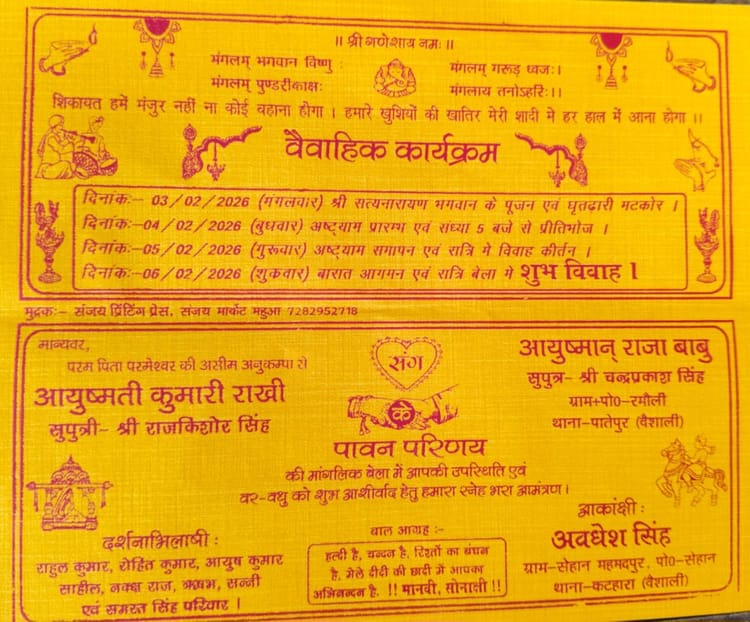 ।। श्री गणेशाय नमः ।।
मंगलम् भगवान विष्णु :
मंगलम् गरूड़ ध्वजः।
मंगलम् पुण्डरीकाक्षः
मंगलाय तनोऽहरिः ।।
शिकायत हमें मंजुर नहीं ना कोई वहाना होगा । हमारे खुशियों की खातिर मेरी शादी मे हर हाल में आना होगा ।।
वैवाहिक कार्यक्रम
दिनांकः- 03/02/2026 (मंगलवार) श्री सत्यनारायण भगवान के पूजन एवं घृतढ़ारी मटकोर ।
दिनांकः-04/02/2026 (बुधवार) अष्टयाम प्रारम्भ एवं संध्या 5 बजे से प्रीतिभोज ।
दिनांकः-05/02/2026 (गुरूवार) अष्टयाम समापन एवं रात्रि मे विवाह कीर्तन ।
दिनांकः-06/02/2026 (शुक्रवार) बारात आगमन एवं रात्रि बेला मे शुभ विवाह ।
मुद्रकः- संजय प्रिंटिंग प्रेस, संजय मार्केट महुआ 7282952718
मान्यवर,
परम पिता परमेश्वर की असीम अनुकम्पा से
आयुष्मती कुमारी राखी
सुपुत्री- श्री राजकिशोर सिंह
संग
आयुष्मान् राजा बाबु
सुपुत्र- श्री चन्द्रप्रकाश सिंह
ग्राम+पो०-रमौली
थाना-पातेपुर (वैशाली)
के
पावन परिणय
की मांगलिक बेला में आपकी उपस्थिति एवं
वर-वधु को शुभ आशीर्वाद हेतु हमारा स्नेह भरा आमंत्रण।
दर्शनाभिलाषी :
राहुल कुमार, रोहित कुमार, आयुष कुमार
साहील, नक्ष राज, ऋषभ, सन्नी
एवं समस्त सिंह परिवार ।
बाल आग्रह :-
हल्दी है, चन्दन है, रिश्तों का बंधन
है, मेले दीदी की छादी में आपका
अभिनन्दन है. !! मानवी, सोनाक्षी !!
आकांक्षी :
अवधेश सिंह
ग्राम-सेहान महमदपुर, पो०-सेहान
थाना-कटहारा (वैशाली)